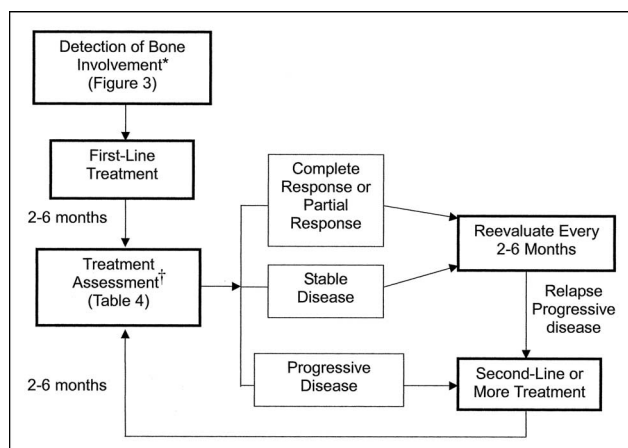 Detection of Bone
Involvement*
(Figure 3)
First-Line
Treatment
2-6 months
Treatment
Assessment†
(Table 4)
Complete
Response or
Partial
Response
Stable
Disease
Progressive
Disease
Reevaluate Every
2-6 Months
Relapse
Progressive
disease
Second-Line or
More Treatment
2-6 months